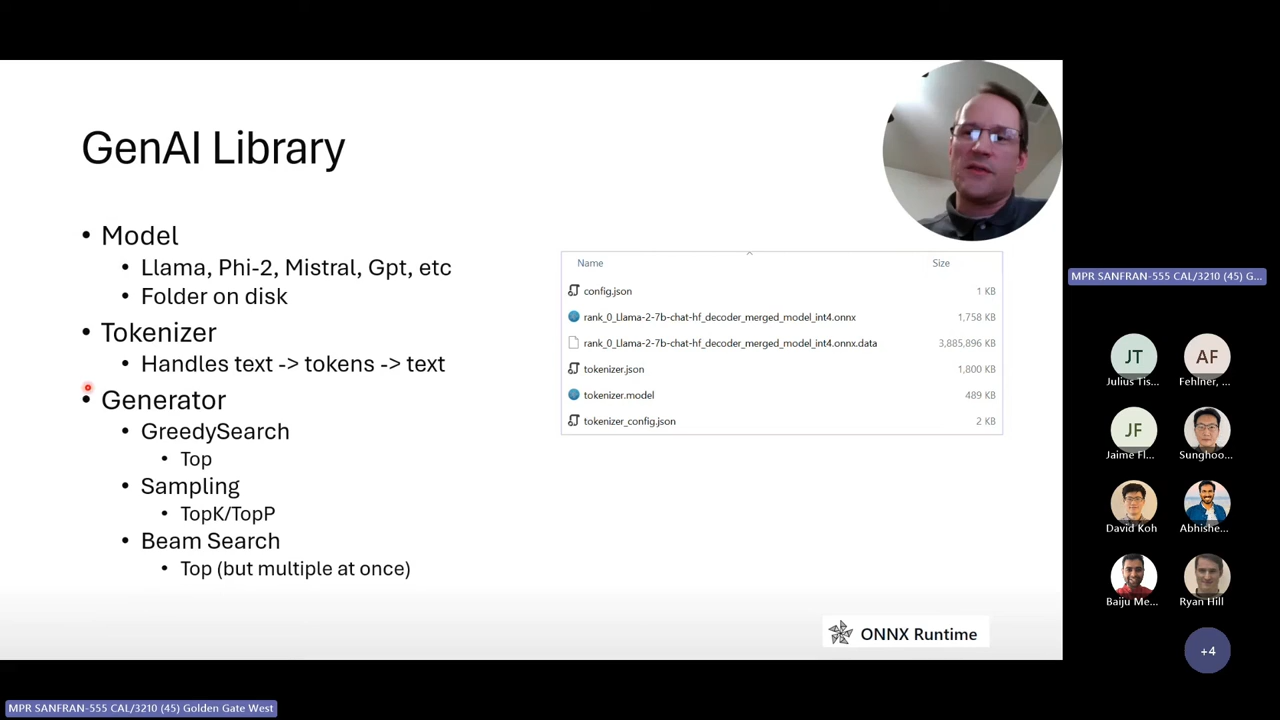 GenAI Library
• Model
• Llama, Phi-2, Mistral, Gpt, etc
• Folder on disk
• Tokenizer
• Handles text -> tokens -> text
• Generator
• GreedySearch
• Top
• Sampling
• TopK/TopP
• Beam Search
• Top (but multiple at once)
Name Size
config.json 1 KB
rank_0_Llama-2-7b-chat-hf_decoder_merged_model_int4.onnx 1,758 KB
rank_0_Llama-2-7b-chat-hf_decoder_merged_model_int4.onnx.data 3,885,896 KB
tokenizer.json 1,800 KB
tokenizer.model 489 KB
tokenizer_config.json 2 KB
ONNX Runtime
MPR SANFRAN-555 CAL/3210 (45) G...
JT AF
Julius Tis... Fehlner, ...
JF
Jaime Fl... Sunghoo...
David Koh Abhishe...
Baiju Me... Ryan Hill
+4
MPR SANFRAN-555 CAL/3210 (45) Golden Gate West